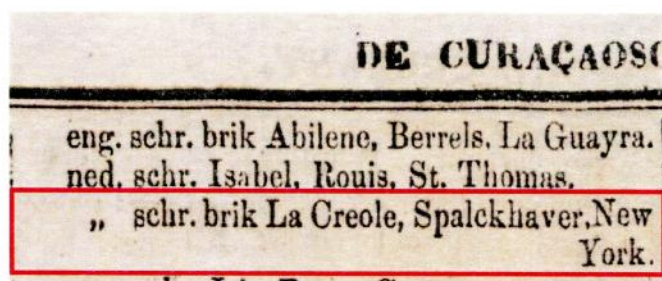 DE CURAÇAOSC
eng. schr. brik Abilene, Berrels, La Guayra.
ned. schr. Isabel, Rouis, St. Thomas.
„ schr. brik La Creole, Spalckhaver, New
York.